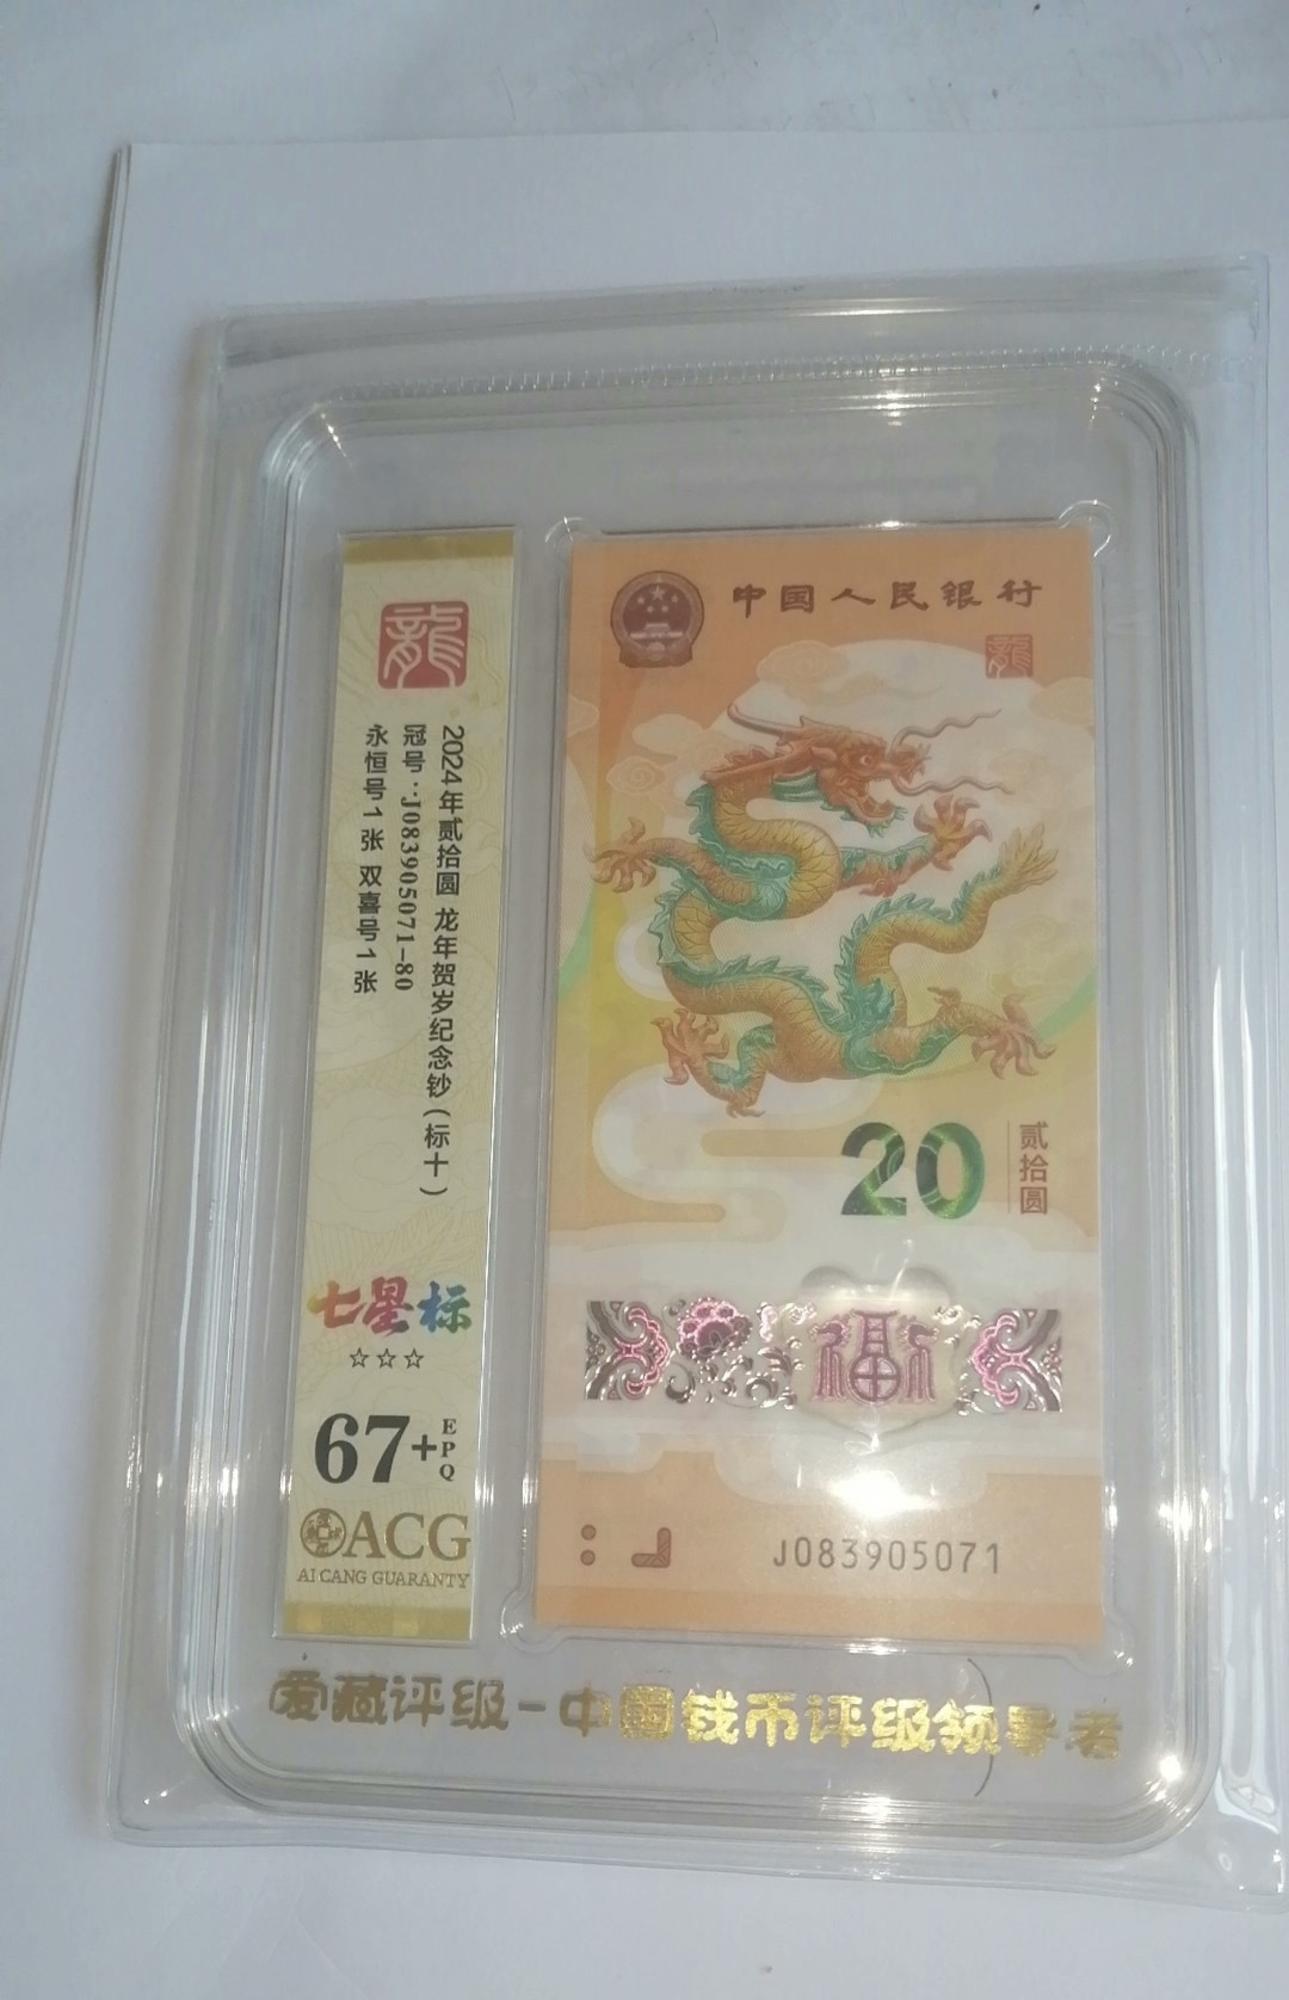 龍
2024年贰拾圆 龙年贺岁纪念钞(标十)
冠号:J083905071-80
永恒号1张 双喜号1张
七星标
☆☆☆
67+EPQ
ACG
AI CANG GUARANTY
中国人民银行
龍
20
贰拾圆
福
J083905071
爱藏评级-中国钱币评级领导者